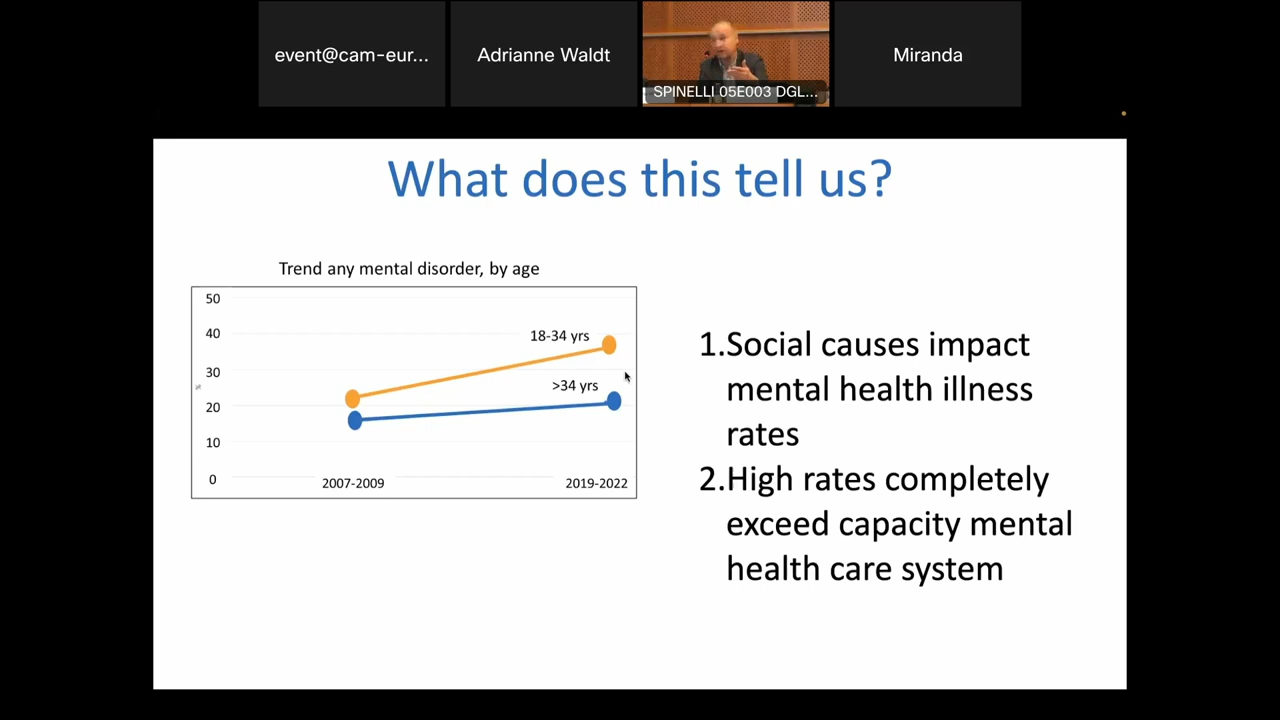 event@cam-eur...
Adrianne Waldt
SPINELLI 05E003 DGL...
Miranda
What does this tell us?
Trend any mental disorder, by age
50
40
30
%
20
10
0
18-34 yrs
>34 yrs
2007-2009
2019-2022
1.Social causes impact
mental health illness
rates
2.High rates completely
exceed capacity mental
health care system